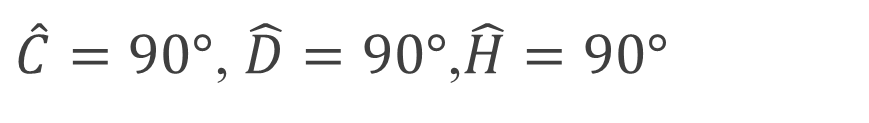 Ĉ = 90°, D̂ = 90°,Ĥ = 90°